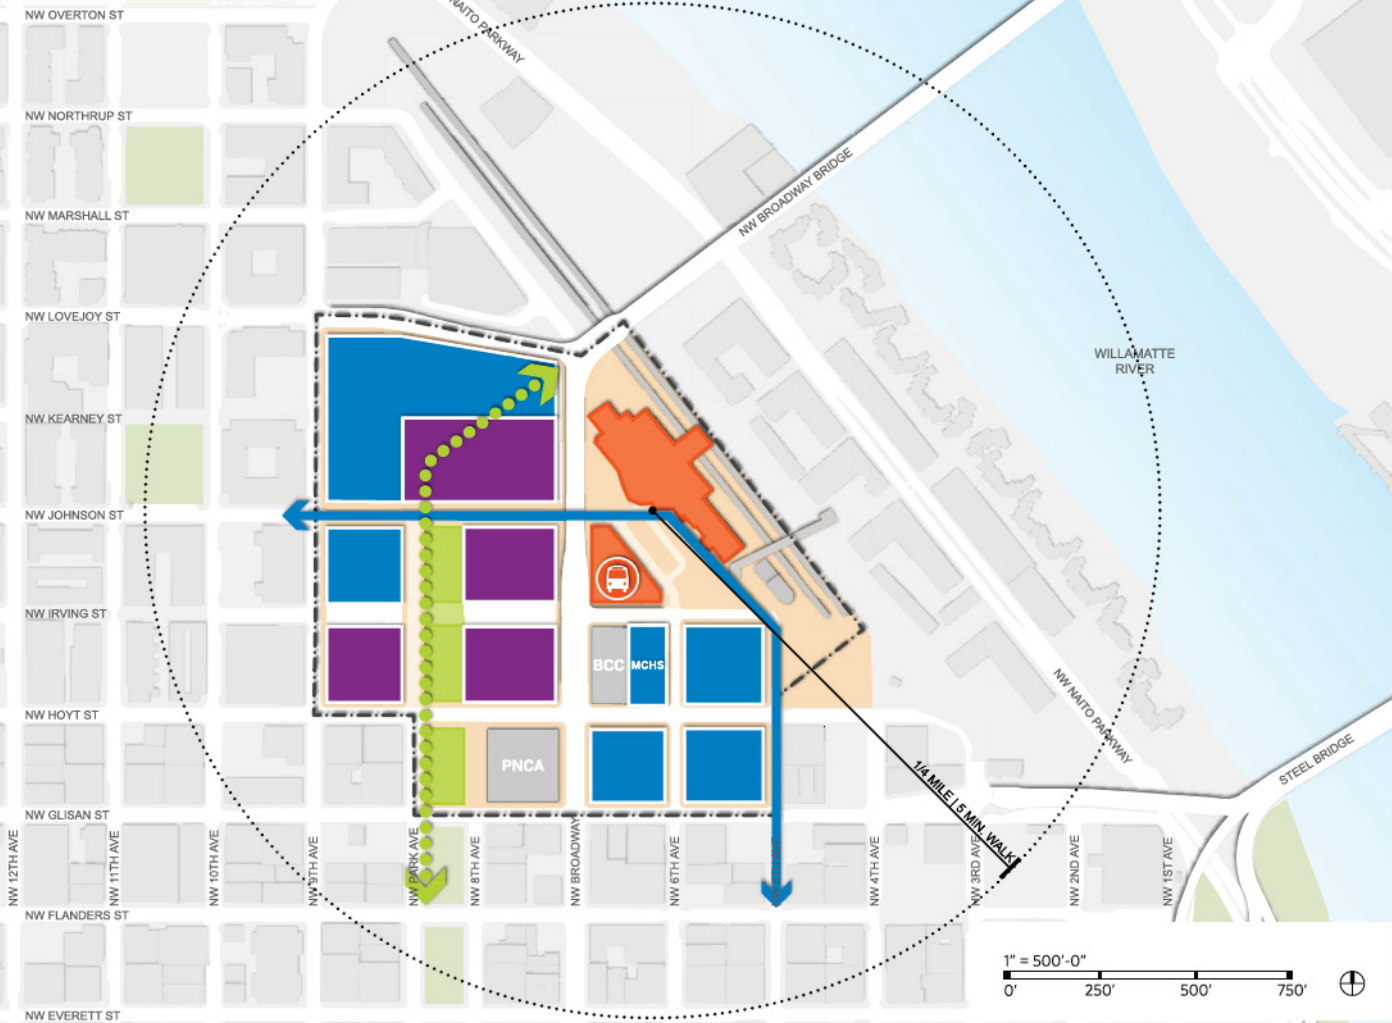 NW OVERTON ST
NAITO PARKWAY
NW NORTHRUP ST
NW BROADWAY BRIDGE
NW MARSHALL ST
NW LOVEJOY ST
WILLAMATTE
RIVER
NW KEARNEY ST
NW JOHNSON ST
NW IRVING ST
BCC
MCHS
NW HOYT ST
NW NAITO PARKWAY
STEEL BRIDGE
PNCA
1/4 MILE | 5 MIN. WALK
NW GLISAN ST
NW 12TH AVE
NW 11TH AVE
NW 10TH AVE
NW 9TH AVE
NW PARK AVE
NW 8TH AVE
NW BROADWAY
NW 6TH AVE
NW 4TH AVE
NW 3RD AVE
NW 2ND AVE
NW 1ST AVE
NW FLANDERS ST
1" = 500'-0"
0' 250' 500' 750'
NW EVERETT ST